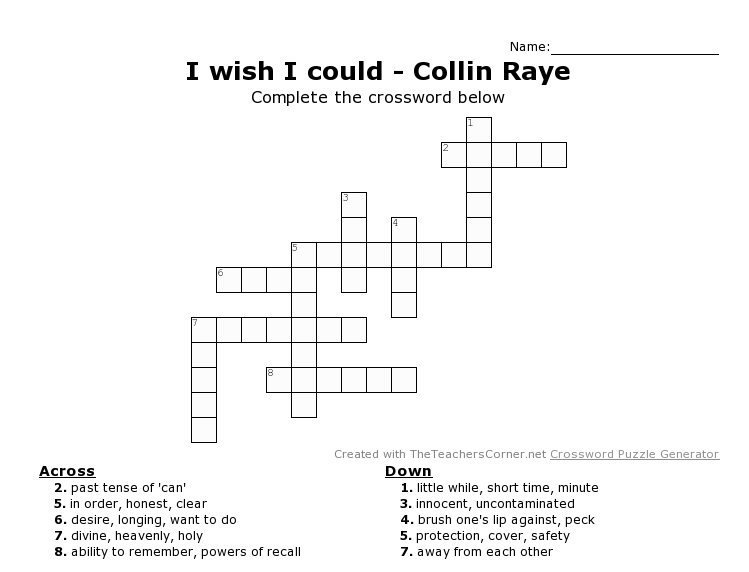 Name:
I wish I could - Collin Raye
Complete the crossword below
1
2
3
4
5
6
7
8
Created with TheTeachersCorner.net Crossword Puzzle Generator
Across
2. past tense of 'can'
5. in order, honest, clear
6. desire, longing, want to do
7. divine, heavenly, holy
8. ability to remember, powers of recall
Down
1. little while, short time, minute
3. innocent, uncontaminated
4. brush one's lip against, peck
5. protection, cover, safety
7. away from each other